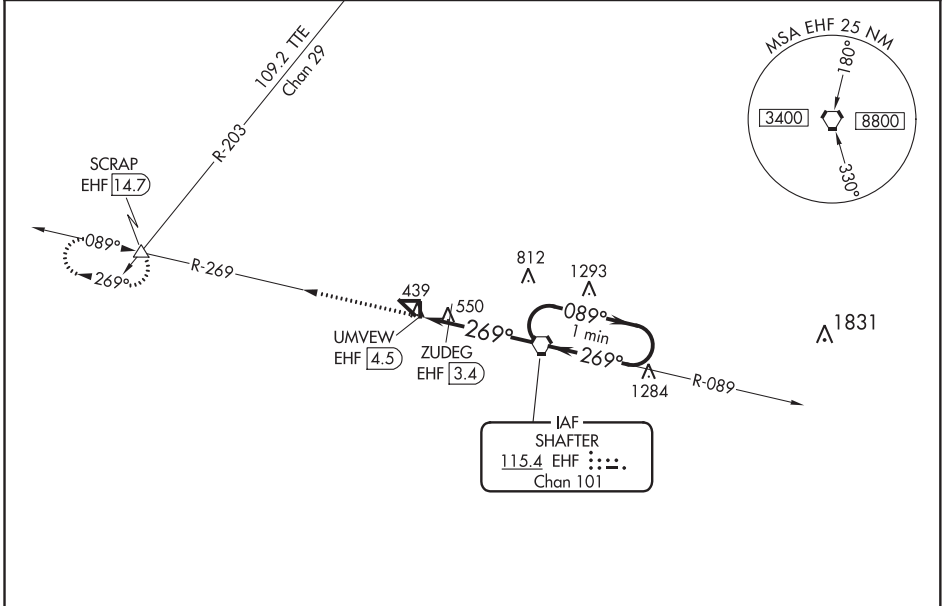 MSA EHF 25 NM
180°
3400
8800
330°
109.2 TTE
Chan 29
R-203
SCRAP
EHF 14.7
089°
269°
R-269
812
1293
439
550
269°
089°
1 min
269°
1831
UMVEW
EHF 4.5
ZUDEG
EHF 3.4
1284
R-089
IAF
SHAFTER
115.4 EHF
Chan 101